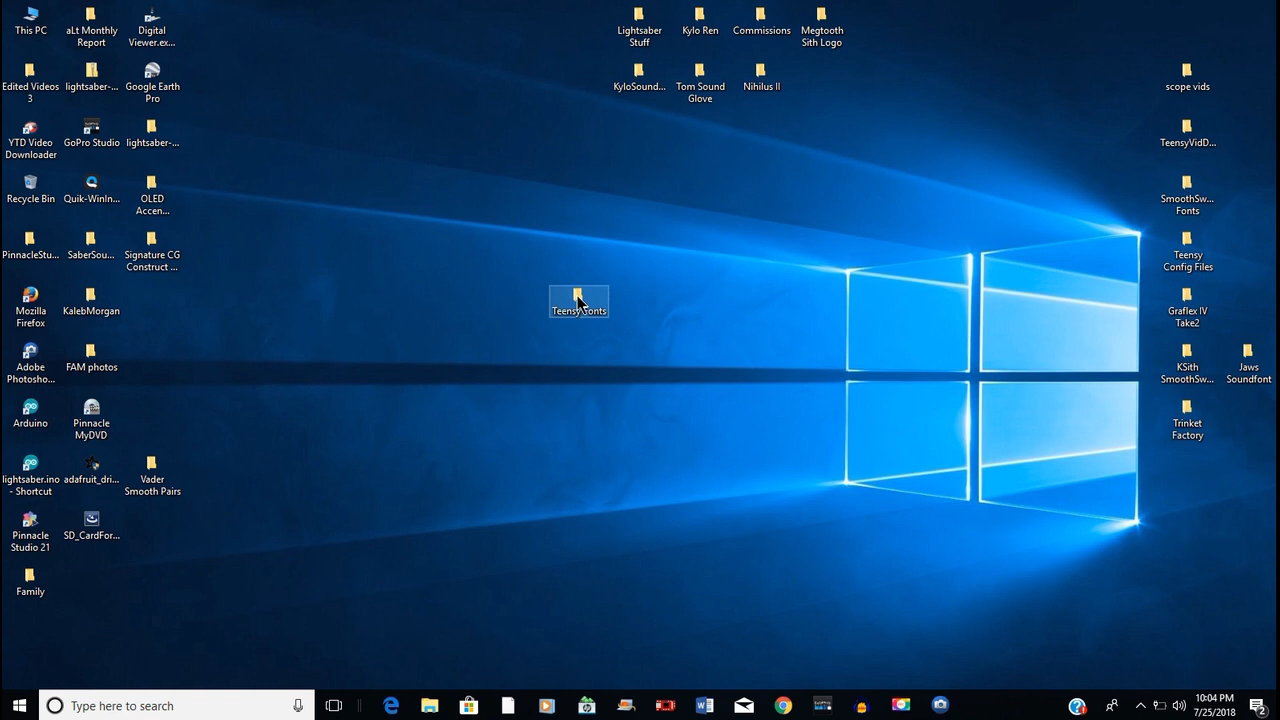 This PC
aLt Monthly
Report
Digital
Viewer.ex...
Edited Videos
3
lightsaber-...
Google Earth
Pro
YTD Video
Downloader
GoPro Studio
lightsaber-...
Recycle Bin
Quik-WinIn...
OLED
Accen...
PinnacleStu...
SaberSou...
Signature CG
Construct ...
Mozilla
Firefox
KalebMorgan
Adobe
Photosho...
FAM photos
Arduino
Pinnacle
MyDVD
lightsaber.ino
- Shortcut
adafruit_dri...
Vader
Smooth Pairs
Pinnacle
Studio 21
SD_CardFor...
Family
Lightsaber
Stuff
Kylo Ren
Commissions
Megtooth
Sith Logo
KyloSound...
Tom Sound
Glove
Nihilus II
Teensy Fonts
scope vids
TeensyVidD...
SmoothSw...
Fonts
Teensy
Config Files
Graflex IV
Take2
KSith
SmoothSw...
Jaws
Soundfont
Trinket
Factory
Type here to search
10:04 PM
7/25/2018
2